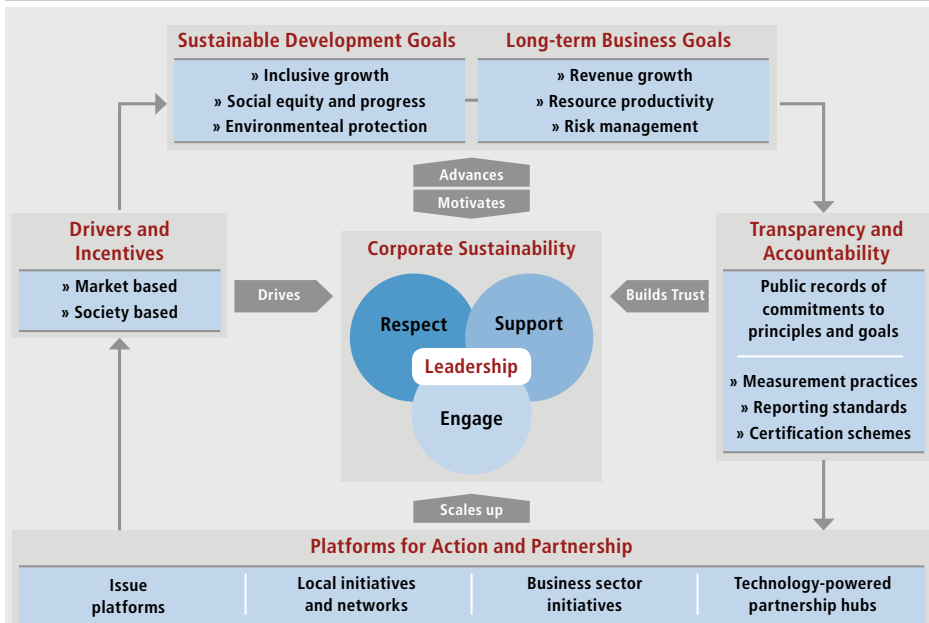 Sustainable Development Goals
» Inclusive growth
» Social equity and progress
» Environmenteal protection
Long-term Business Goals
» Revenue growth
» Resource productivity
» Risk management
Advances
Motivates
Drivers and
Incentives
» Market based
» Society based
Drives
Corporate Sustainability
Respect
Support
Leadership
Engage
Builds Trust
Transparency and
Accountability
Public records of
commitments to
principles and goals
» Measurement practices
» Reporting standards
» Certification schemes
Scales up
Platforms for Action and Partnership
Issue
platforms
Local initiatives
and networks
Business sector
initiatives
Technology-powered
partnership hubs